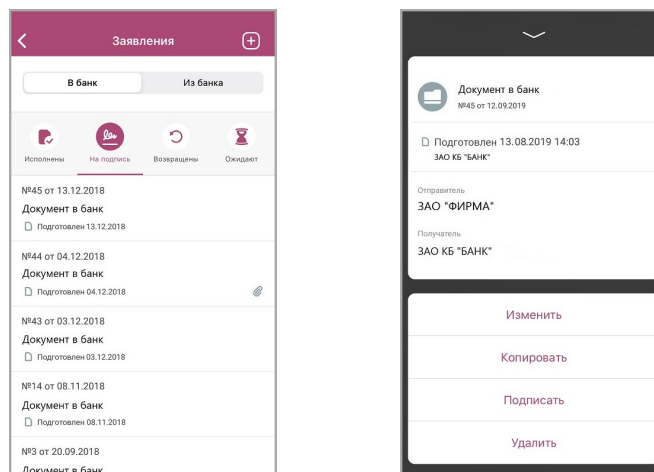 Заявления
В банк
Из банка
Исполнены
На подпись
Возвращены
Ожидают
№45 от 13.12.2018
Документ в банк
Подготовлен 13.12.2018
№44 от 04.12.2018
Документ в банк
Подготовлен 04.12.2018
№43 от 03.12.2018
Документ в банк
Подготовлен 03.12.2018
№14 от 08.11.2018
Документ в банк
Подготовлен 08.11.2018
№3 от 20.09.2018
Документ в банк
Документ в банк
№45 от 12.09.2019
Подготовлен 13.08.2019 14:03
ЗАО КБ "БАНК"
Отправитель
ЗАО "ФИРМА"
Получатель
ЗАО КБ "БАНК"
Изменить
Копировать
Подписать
Удалить